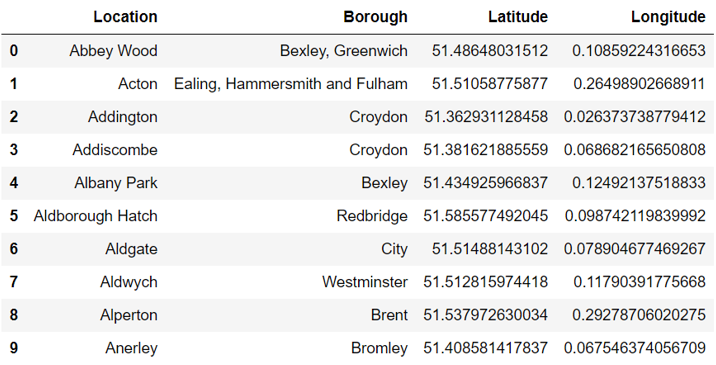 Location Borough Latitude Longitude
0 Abbey Wood Bexley, Greenwich 51.48648031512 0.10859224316653
1 Acton Ealing, Hammersmith and Fulham 51.51058775877 0.26498902668911
2 Addington Croydon 51.362931128458 0.026373738779412
3 Addiscombe Croydon 51.381621885559 0.068682165650808
4 Albany Park Bexley 51.434925966837 0.12492137518833
5 Aldborough Hatch Redbridge 51.585577492045 0.098742119839992
6 Aldgate City 51.51488143102 0.078904677469267
7 Aldwych Westminster 51.512815974418 0.11790391775668
8 Alperton Brent 51.537972630034 0.29278706020275
9 Anerley Bromley 51.408581417837 0.067546374056709